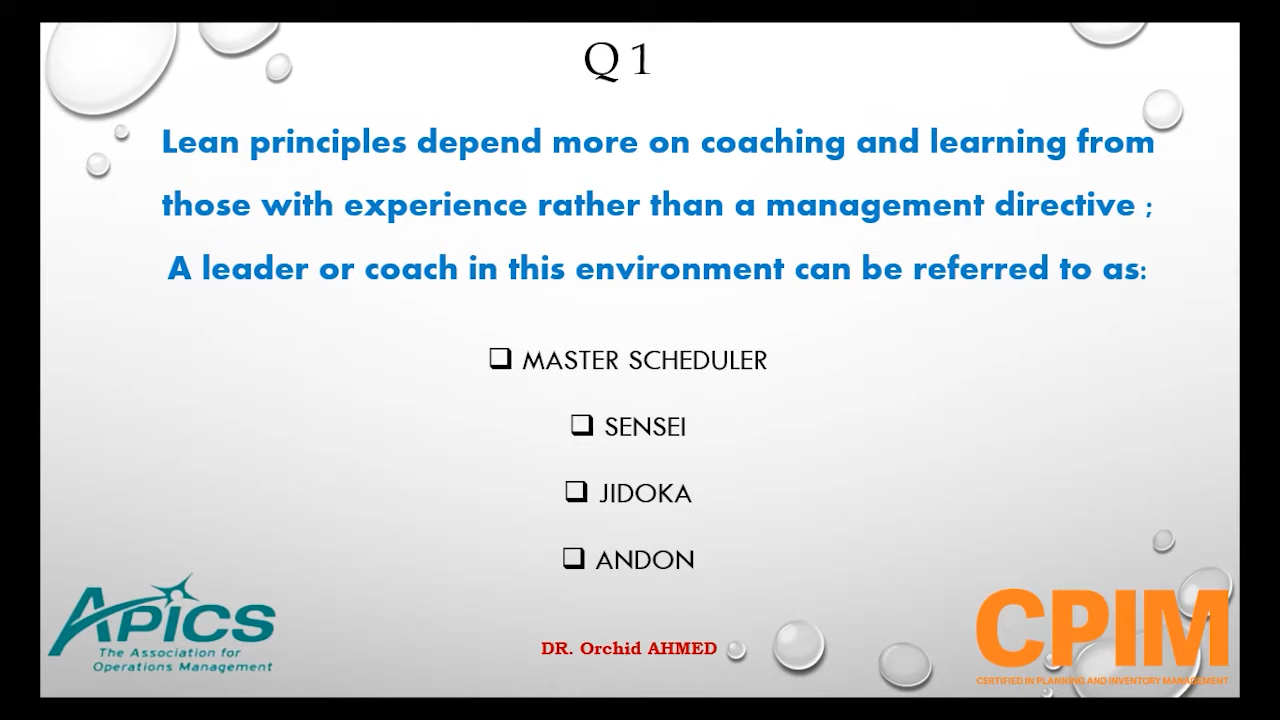 Q 1
Lean principles depend more on coaching and learning from
those with experience rather than a management directive ;
A leader or coach in this environment can be referred to as:
❑ MASTER SCHEDULER
❑ SENSEI
❑ JIDOKA
❑ ANDON
APICS
The Association for
Operations Management
DR. Orchid AHMED
CPIM
CERTIFIED IN PLANNING AND INVENTORY MANAGEMENT